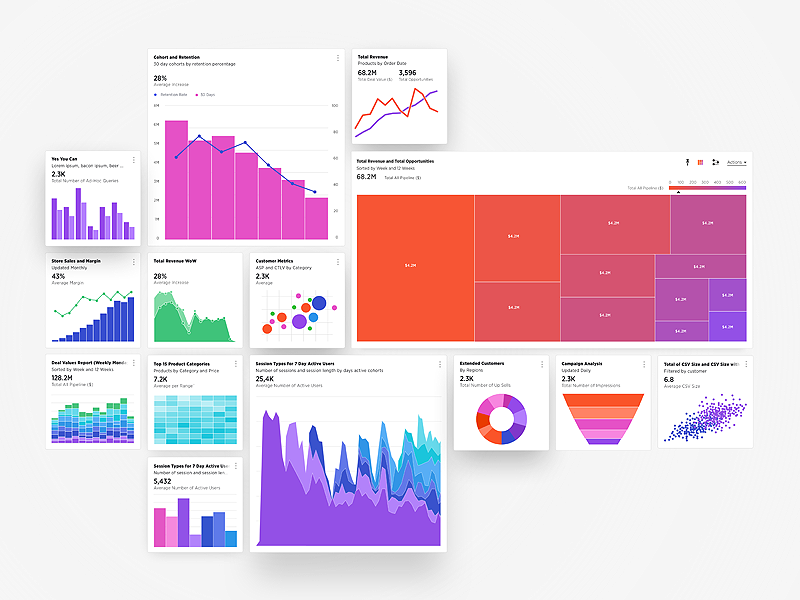 Cohort and Retention
30 day cohorts by retention percentage
28%
Average Increase
Retention Rate
30 Days
6M
5M
4M
3M
2M
1M
0
100
80
60
40
20
0
Total Revenue
Products by Order Date
68.2M
3,596
Total Deal Value ($)
Total Opportunities
Yes You Can
Lorem ipsum, bacon ipsum, beer ...
2.3K
Total Number of Ad-Hoc Queries
Total Revenue and Total Opportunities
Sorted by Week and 12 Weeks
68.2M Total All Pipeline ($)
Actions
Total All Pipeline ($)
0 100 200 300 400 500 600
$4.2M
$4.2M
$4.2M
$4.2M
$4.2M
$4.2M
$4.2M
$4.2M
$4.2M
$4.2M
$4.2M
$4.2M
Store Sales and Margin
Updated Monthly
43%
Average Margin
Total Revenue WoW
28%
Average Increase
Customer Metrics
ASP and CTLV by Category
2.3K
Average
Deal Values Report (Weekly
Sorted by Week and 12 Weeks
128.2M
Total All Pipeline ($)
Top 15 Product Categories
Products by Category and Price
7.2K
Average per Range
Session Types for 7 Day Active Users
Number of sessions and session length by days active cohorts
25,4K
Average Number of Active Users
Extended Customers
By Regions
2.3K
Total Number of Up Sells
Campaign Analysis
Updated Daily
2.3K
Total Number of Impressions
Total of CSV Size and CSV Size
Filtered by customer
6.8
Average CSV Size
Session Types for 7 Day Active
Number of session and session
5,432
Average Number of Active Users